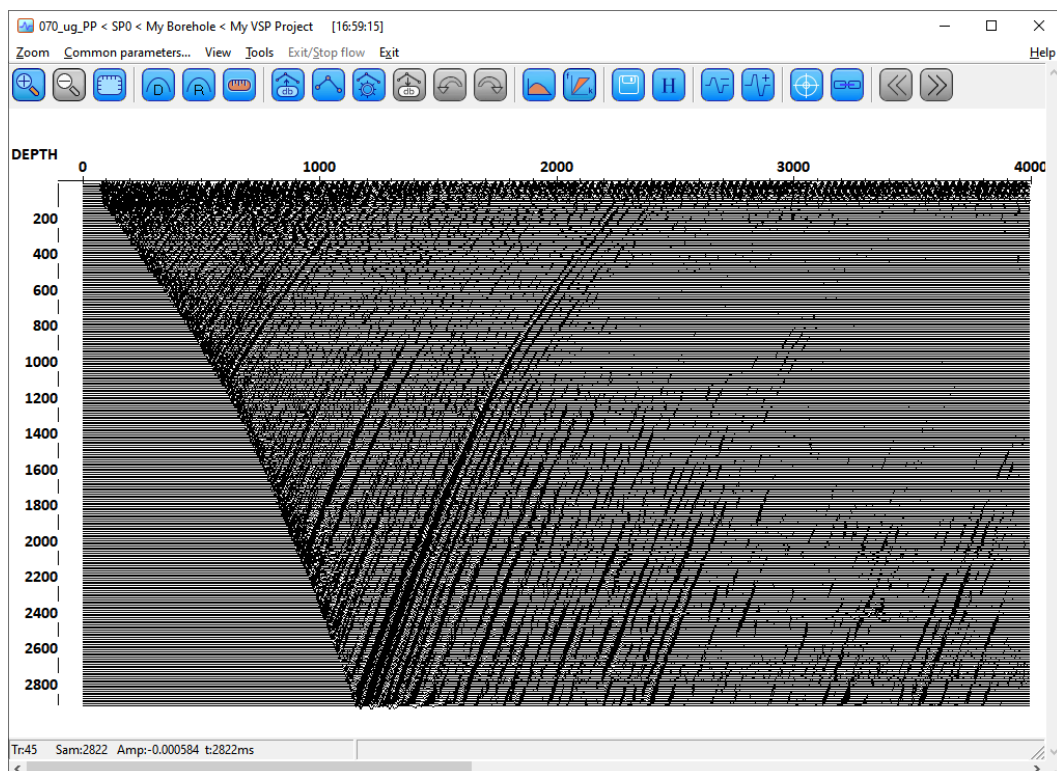 070_ug_PP < SP0 < My Borehole < My VSP Project [16:59:15]
Zoom Common parameters... View Tools Exit/Stop flow Exit Help
D R db db f k H
DEPTH
0 1000 2000 3000 4000
200
400
600
800
1000
1200
1400
1600
1800
2000
2200
2400
2600
2800
Tr:45 Sam:2822 Amp:-0.000584 t:2822ms